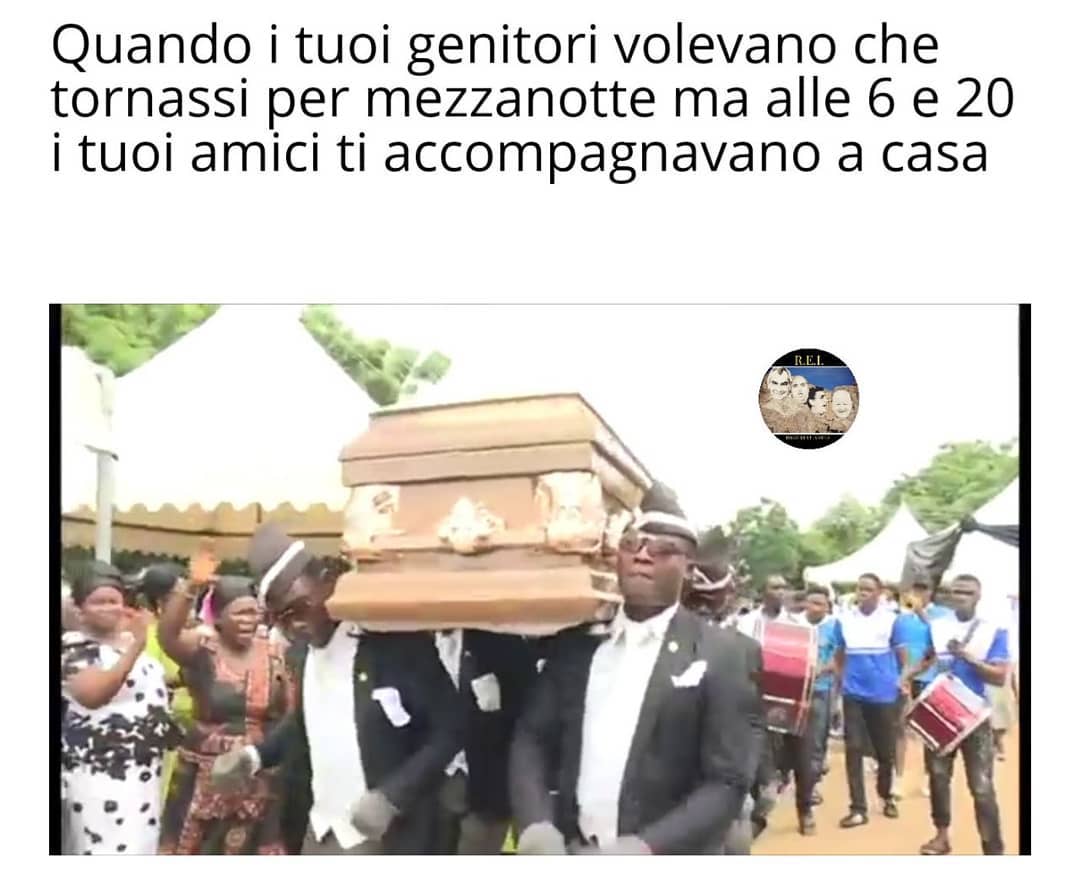 Quando i tuoi genitori volevano che
tornassi per mezzanotte ma alle 6 e 20
i tuoi amici ti accompagnavano a casa
R.E.I.